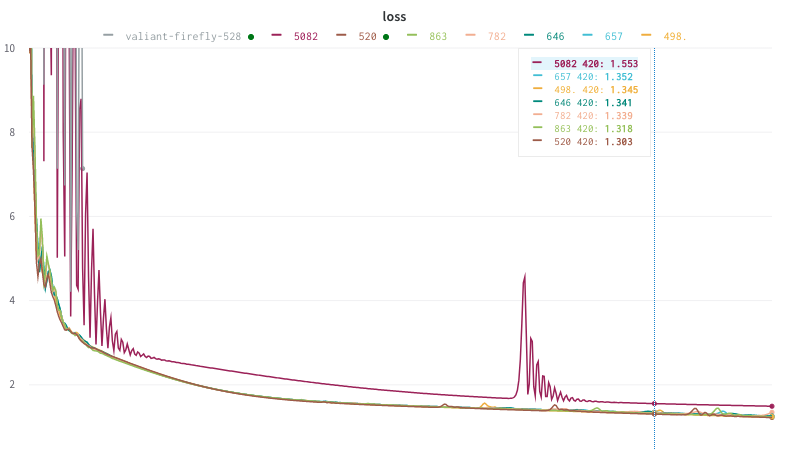 loss
valiant-firefly-528 5082 520 863 782 646 657 498.
10
8
6
4
2
5082 420: 1.553
657 420: 1.352
498. 420: 1.345
646 420: 1.341
782 420: 1.339
863 420: 1.318
520 420: 1.303